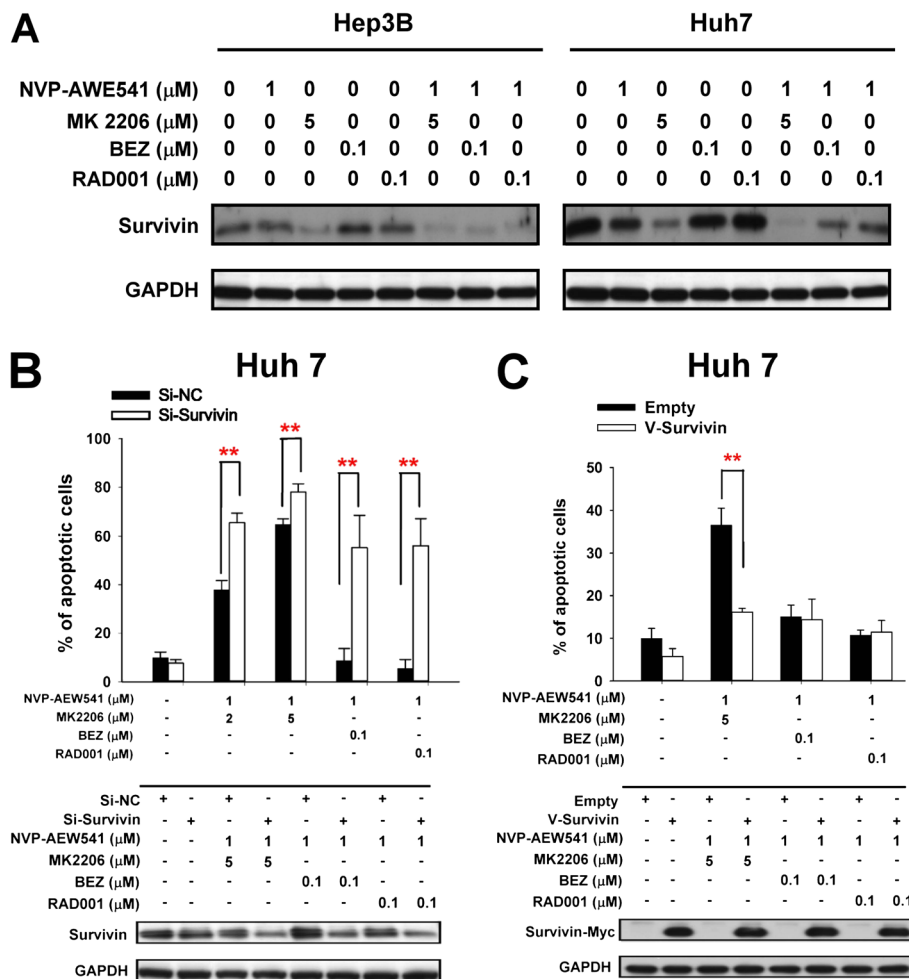 A
Hep3B Huh7
NVP-AWE541 (μM) 0 1 0 0 0 1 1 1 0 1 0 0 0 1 1 1
MK 2206 (μM) 0 0 5 0 0 5 0 0 0 0 5 0 0 5 0 0
BEZ (μM) 0 0 0 0.1 0 0 0.1 0 0 0 0 0.1 0 0 0.1 0
RAD001 (μM) 0 0 0 0 0.1 0 0 0.1 0 0 0 0 0.1 0 0 0.1
Survivin
GAPDH
B
Huh 7
Si-NC
Si-Survivin
** ** ** **
100
80
60
40
20
0
% of apoptotic cells
NVP-AEW541 (μM) - 1 1 1 1
MK2206 (μM) - 2 5 - -
BEZ (μM) - - - 0.1 -
RAD001 (μM) - - - - 0.1
Si-NC + - + - + - + -
Si-Survivin - + - + - + - +
NVP-AEW541 (μM) - - 1 1 1 1 1 1
MK2206 (μM) - - 5 5 - - - -
BEZ (μM) - - - - 0.1 0.1 - -
RAD001 (μM) - - - - - - 0.1 0.1
Survivin
GAPDH
C
Huh 7
Empty
V-Survivin
**
50
40
30
20
10
0
% of apoptotic cells
NVP-AEW541 (μM) - 1 1 1
MK2206 (μM) - 5 - -
BEZ (μM) - - 0.1 -
RAD001 (μM) - - - 0.1
Empty + - + - + - + -
V-Survivin - + - + - + - +
NVP-AEW541 (μM) - - 1 1 1 1 1 1
MK2206 (μM) - - 5 5 - - - -
BEZ (μM) - - - - 0.1 0.1 - -
RAD001 (μM) - - - - - - 0.1 0.1
Survivin-Myc
GAPDH